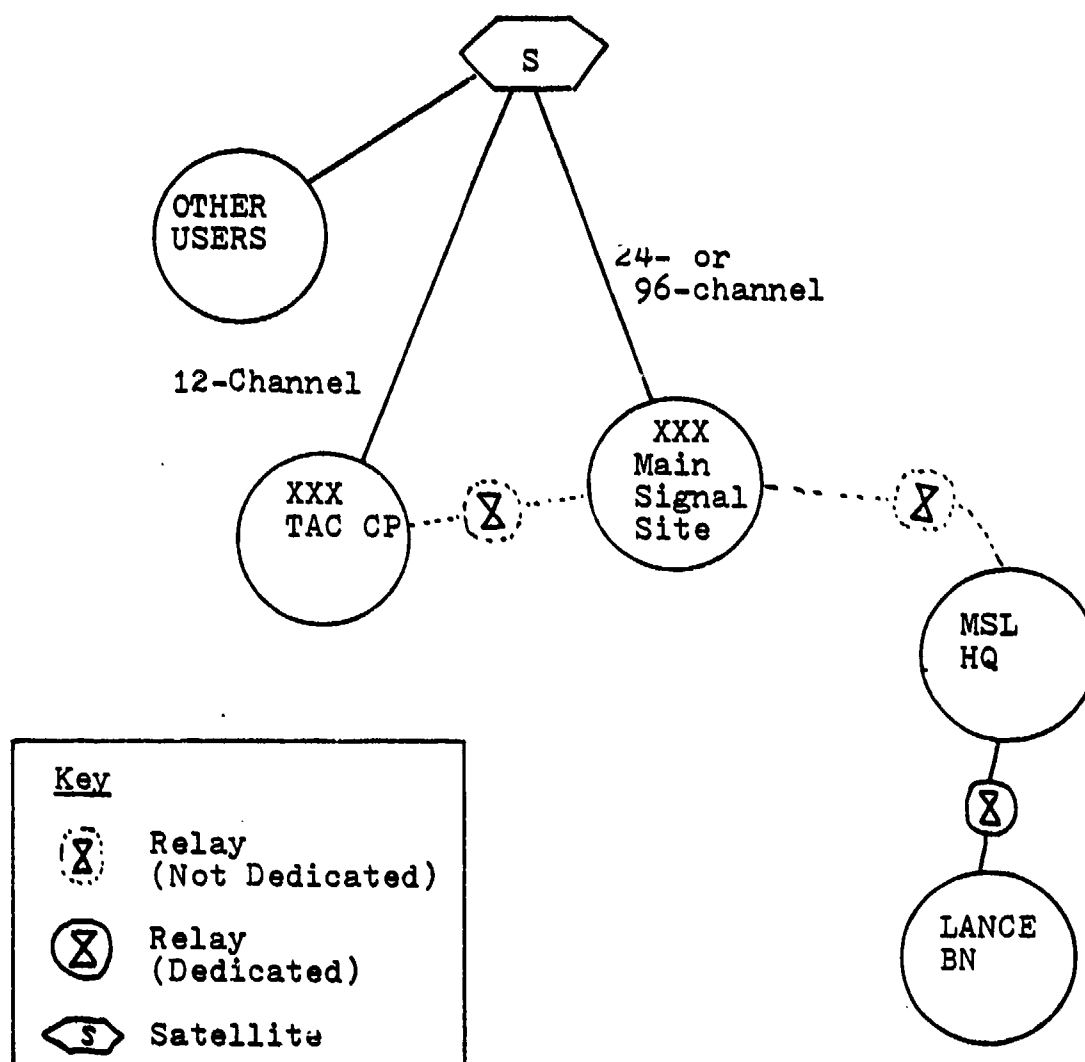 S
OTHER
USERS
24- or
96-channel
12-Channel
XXX
TAC CP
XXX
Main
Signal
Site
MSL
HQ
LANCE
BN
Key
Relay
(Not Dedicated)
Relay
(Dedicated)
S Satellite